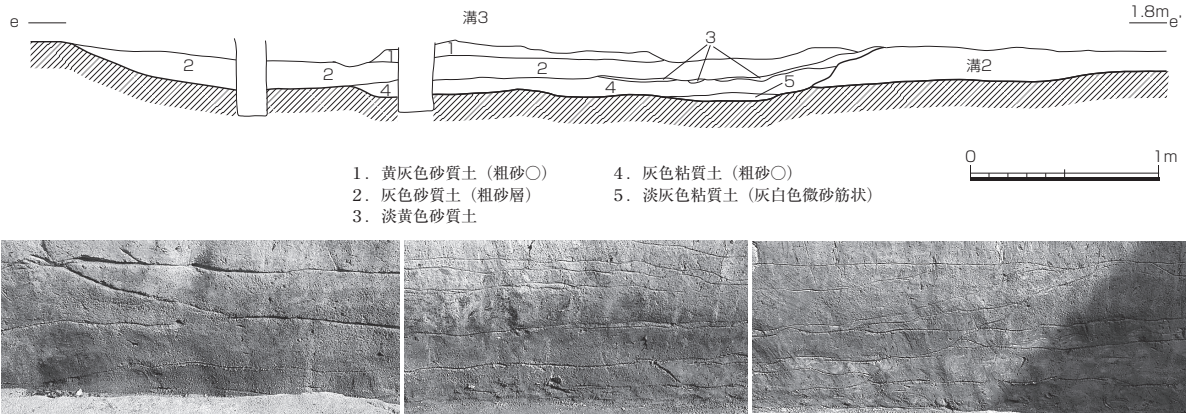 溝3
e
1.8m
e'
3
1
2
2
2
溝2
5
4
4
0
1m
1．黄灰色砂質土（粗砂〇）
2．灰色砂質土（粗砂層）
3．淡黄色砂質土
4．灰色粘質土（粗砂〇）
5．淡灰色粘質土（灰白色微砂筋状）